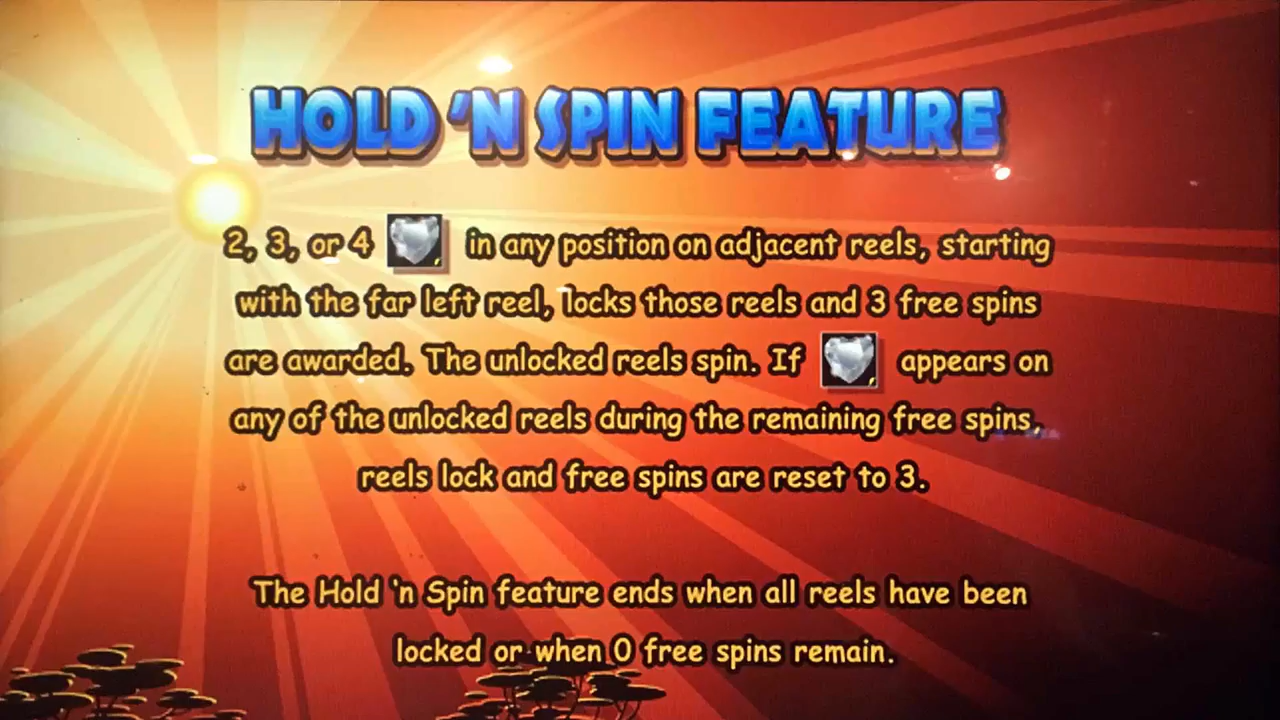 HOLD 'N SPIN FEATURE
2, 3, or 4 in any position on adjacent reels, starting
with the far left reel, locks those reels and 3 free spins
are awarded. The unlocked reels spin. If appears on
any of the unlocked reels during the remaining free spins,
reels lock and free spins are reset to 3.
The Hold 'n Spin feature ends when all reels have been
locked or when 0 free spins remain.